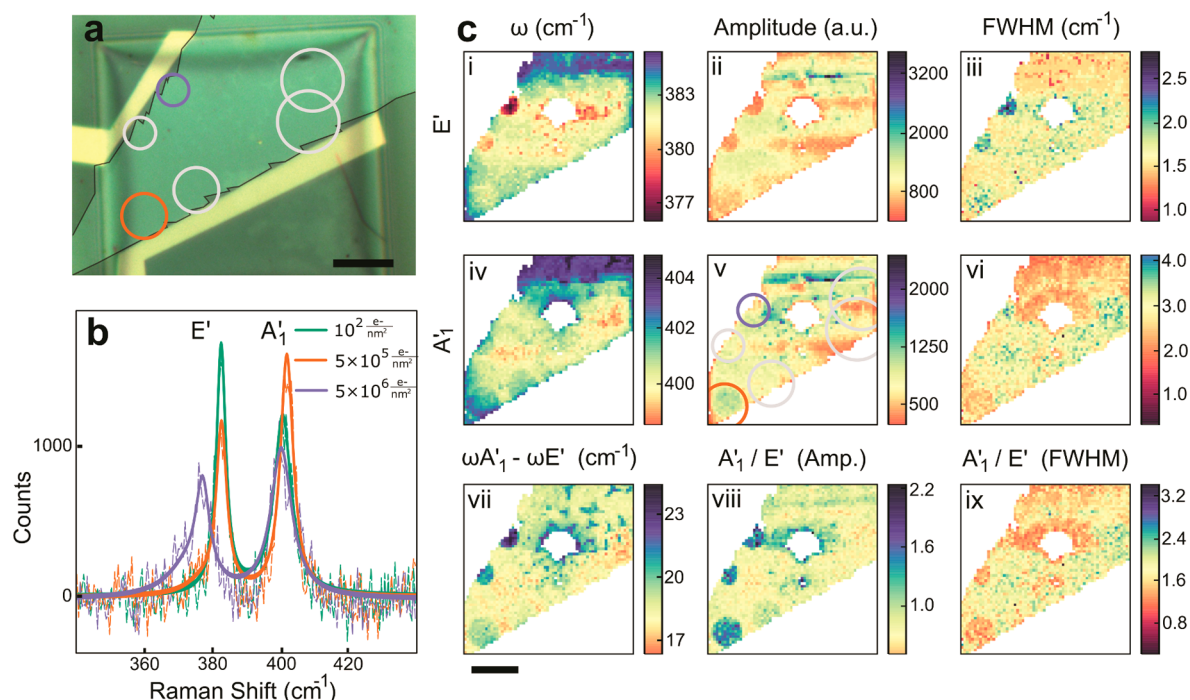 a
b
E'
A'₁
10² e-/nm²
5×10⁵ e-/nm²
5×10⁶ e-/nm²
1000
0
Counts
360
380
400
420
Raman Shift (cm⁻¹)
c
ω (cm⁻¹)
Amplitude (a.u.)
FWHM (cm⁻¹)
E'
i
383
380
377
ii
3200
2000
800
iii
2.5
2.0
1.5
1.0
A'₁
iv
404
402
400
v
2000
1250
500
vi
4.0
3.0
2.0
1.0
ωA'₁ - ωE' (cm⁻¹)
A'₁ / E' (Amp.)
A'₁ / E' (FWHM)
vii
23
20
17
viii
2.2
1.6
1.0
ix
3.2
2.4
1.6
0.8